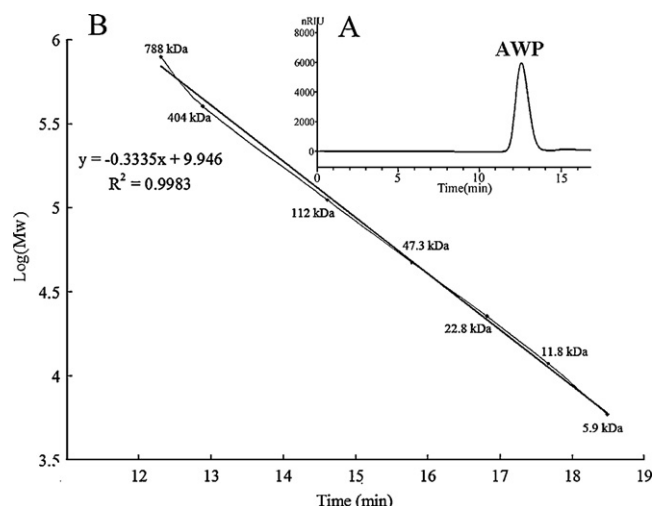 B
A
nRIU
8000
6000
4000
2000
0
AWP
0
5
10
15
Time(min)
6
5.5
5
4.5
4
3.5
Log(Mw)
788 kDa
404 kDa
y = -0.3335x + 9.946
R² = 0.9983
112 kDa
47.3 kDa
22.8 kDa
11.8 kDa
5.9 kDa
12
13
14
15
16
17
18
19
Time (min)